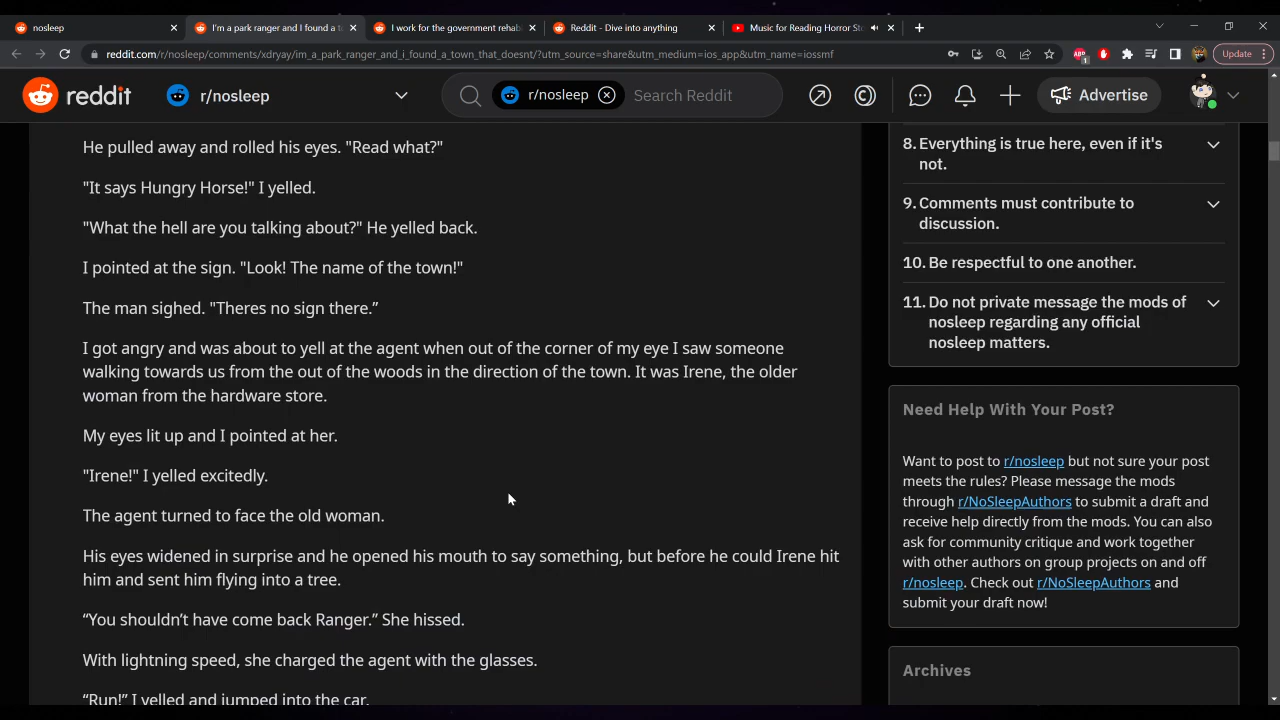 noseep
I'm a park ranger and I found a to
I work for the government rehab
Reddit - Dive into anything
Music for Reading Horror Sto
reddit.com/r/nosleep/comments/xdryay/im_a_park_ranger_and_i_found_a_town_that_doesnt/?utm_source=share&utm_medium=ios_app&utm_name=iossmf
1
Update
reddit
r/nosleep
r/nosleep
Search Reddit
Advertise
He pulled away and rolled his eyes. "Read what?"
"It says Hungry Horse!" I yelled.
"What the hell are you talking about?" He yelled back.
I pointed at the sign. "Look! The name of the town!"
The man sighed. "Theres no sign there.”
I got angry and was about to yell at the agent when out of the corner of my eye I saw someone
walking towards us from the out of the woods in the direction of the town. It was Irene, the older
woman from the hardware store.
My eyes lit up and I pointed at her.
"Irene!" I yelled excitedly.
The agent turned to face the old woman.
His eyes widened in surprise and he opened his mouth to say something, but before he could Irene hit
him and sent him flying into a tree.
“You shouldn’t have come back Ranger.” She hissed.
With lightning speed, she charged the agent with the glasses.
“Run!” I yelled and jumped into the car.
8. Everything is true here, even if it's
not.
9. Comments must contribute to
discussion.
10. Be respectful to one another.
11. Do not private message the mods of
nosleep regarding any official
nosleep matters.
Need Help With Your Post?
Want to post to r/nosleep but not sure your post
meets the rules? Please message the mods
through r/NoSleepAuthors to submit a draft and
receive help directly from the mods. You can also
ask for community critique and work together
with other authors on group projects on and off
r/nosleep. Check out r/NoSleepAuthors and
submit your draft now!
Archives